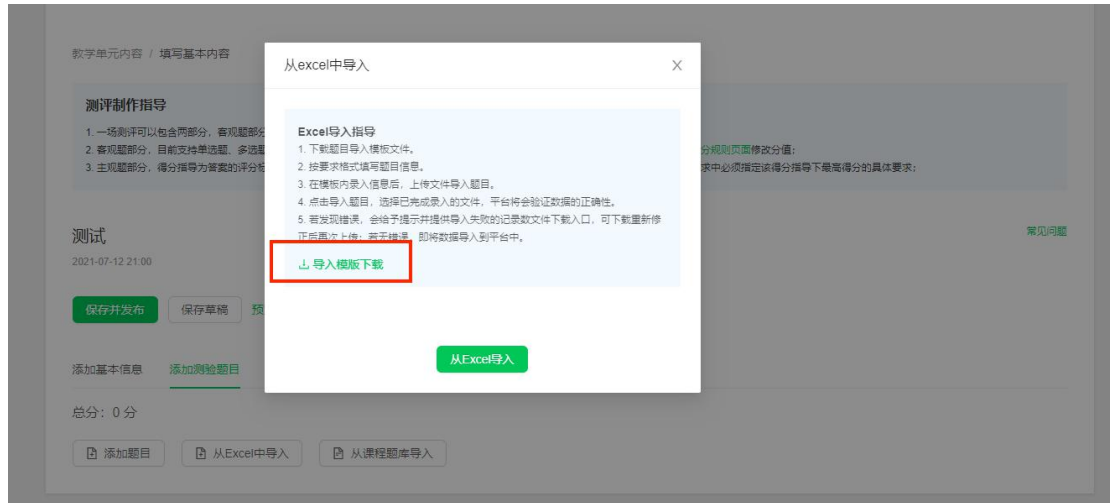 教学单元内容 / 填写基本内容
测评制作指导
1. 一场测评可以包含两部分，客观题部分
2. 客观题部分，目前支持单选题、多选题
分规则页面修改分值；
3. 主观题部分，得分指导为答案的评分标
求中必须指定该得分指导下最高得分的具体要求；
从excel中导入
Excel导入指导
1. 下载题目导入模板文件。
2. 按要求格式填写题目信息。
3. 在模板内录入信息后，上传文件导入题目。
4. 点击导入题目，选择已完成录入的文件，平台将会验证数据的正确性。
5. 若发现错误，会给予提示并提供导入失败的记录数文件下载入口，可下载重新修
正后再次上传；若无错误，即将数据导入到平台中。
导入模版下载
从Excel导入
测试
常见问题
2021-07-12 21:00
保存并发布
保存草稿
预
添加基本信息
添加测验题目
总分：0 分
添加题目
从Excel中导入
从课程题库导入